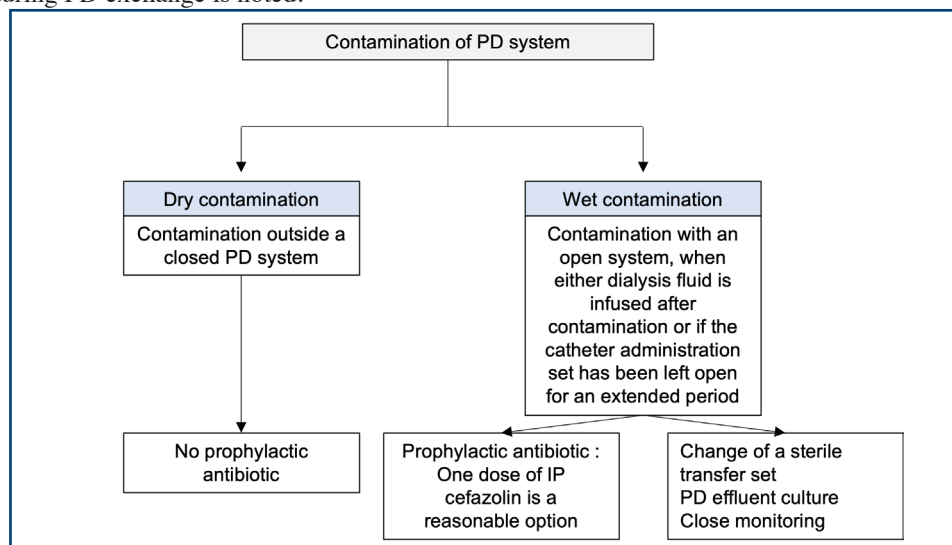 during PD exchange is noted.
Contamination of PD system
Dry contamination
Contamination outside a
closed PD system
Wet contamination
Contamination with an
open system, when
either dialysis fluid is
infused after
contamination or if the
catheter administration
set has been left open
for an extended period
No prophylactic
antibiotic
Prophylactic antibiotic :
One dose of IP
cefazolin is a
reasonable option
Change of a sterile
transfer set
PD effluent culture
Close monitoring